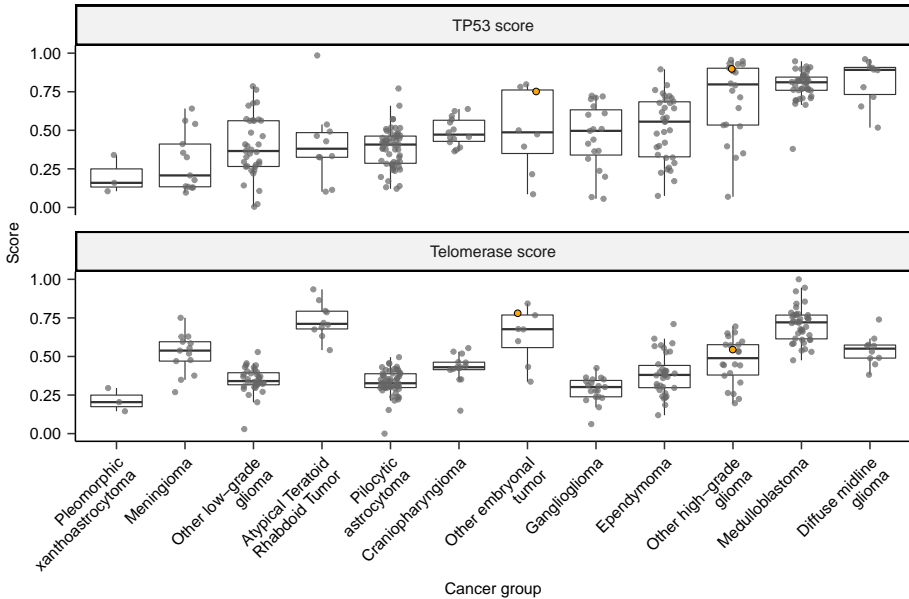 TP53 score
1.00
0.75
0.50
0.25
0.00
Score
Telomerase score
1.00
0.75
0.50
0.25
0.00
Pleomorphic
xanthoastrocytoma
Meningioma
Other low−grade
glioma
Atypical Teratoid
Rhabdoid Tumor
Pilocytic
astrocytoma
Craniopharyngioma
Other embryonal
tumor
Ganglioglioma
Ependymoma
Other high−grade
glioma
Medulloblastoma
Diffuse midline
glioma
Cancer group